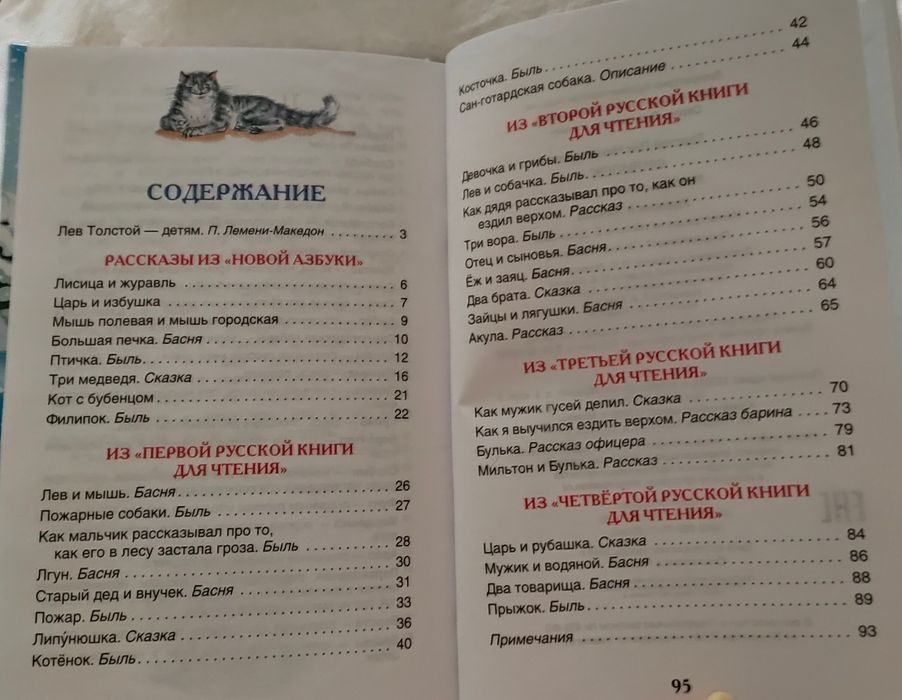 СОДЕРЖАНИЕ
Лев Толстой — детям. П. Лемени-Македон .......... 3
РАССКАЗЫ ИЗ «НОВОЙ АЗБУКИ»
Лисица и журавль .......... 6
Царь и избушка .......... 7
Мышь полевая и мышь городская .......... 9
Большая печка. Басня .......... 10
Птичка. Быль .......... 12
Три медведя. Сказка .......... 16
Кот с бубенцом .......... 21
Филипок. Быль .......... 22
ИЗ «ПЕРВОЙ РУССКОЙ КНИГИ
ДЛЯ ЧТЕНИЯ»
Лев и мышь. Басня .......... 26
Пожарные собаки. Быль .......... 27
Как мальчик рассказывал про то,
как его в лесу застала гроза. Быль .......... 28
Лгун. Басня .......... 30
Старый дед и внучек. Басня .......... 31
Пожар. Быль .......... 33
Липу́нюшка. Сказка .......... 36
Котёнок. Быль .......... 40
Косточка. Быль .......... 42
Сан-готардская собака. Описание .......... 44
ИЗ «ВТОРОЙ РУССКОЙ КНИГИ
ДЛЯ ЧТЕНИЯ»
Девочка и грибы. Быль .......... 46
Лев и собачка. Быль .......... 48
Как дядя рассказывал про то, как он
ездил верхом. Рассказ .......... 50
Три вора. Быль .......... 54
Отец и сыновья. Басня .......... 56
Ёж и заяц. Басня .......... 57
Два брата. Сказка .......... 60
Зайцы и лягушки. Басня .......... 64
Акула. Рассказ .......... 65
ИЗ «ТРЕТЬЕЙ РУССКОЙ КНИГИ
ДЛЯ ЧТЕНИЯ»
Как мужик гусей делил. Сказка .......... 70
Как я выучился ездить верхом. Рассказ барина .......... 73
Булька. Рассказ офицера .......... 79
Мильтон и Булька. Рассказ .......... 81
ИЗ «ЧЕТВЁРТОЙ РУССКОЙ КНИГИ
ДЛЯ ЧТЕНИЯ»
Царь и рубашка. Сказка .......... 84
Мужик и водяной. Басня .......... 86
Два товарища. Басня .......... 88
Прыжок. Быль .......... 89
Примечания .......... 93
95